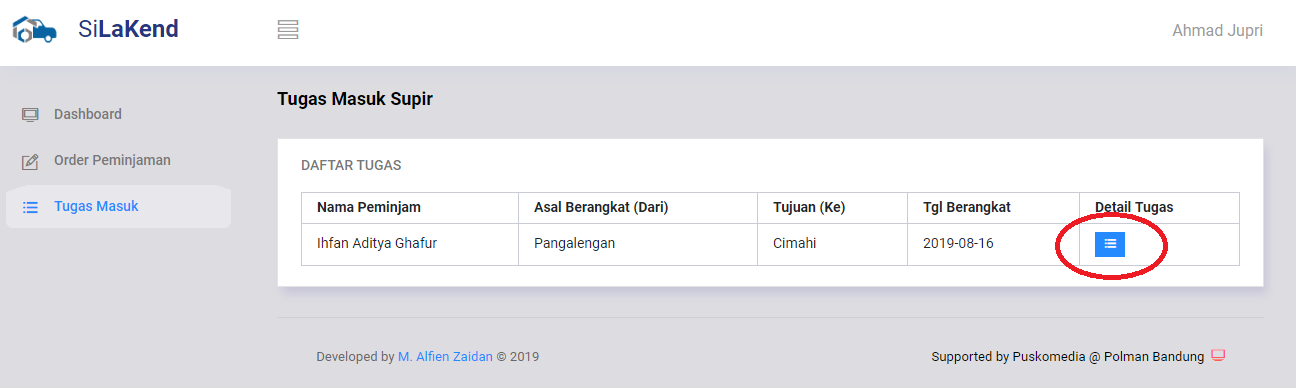 SiLaKend
Ahmad Jupri
Dashboard
Order Peminjaman
Tugas Masuk
Tugas Masuk Supir
DAFTAR TUGAS
Nama Peminjam Asal Berangkat (Dari) Tujuan (Ke) Tgl Berangkat Detail Tugas
Ihfan Aditya Ghafur Pangalengan Cimahi 2019-08-16
Developed by M. Alfien Zaidan © 2019
Supported by Puskomedia @ Polman Bandung